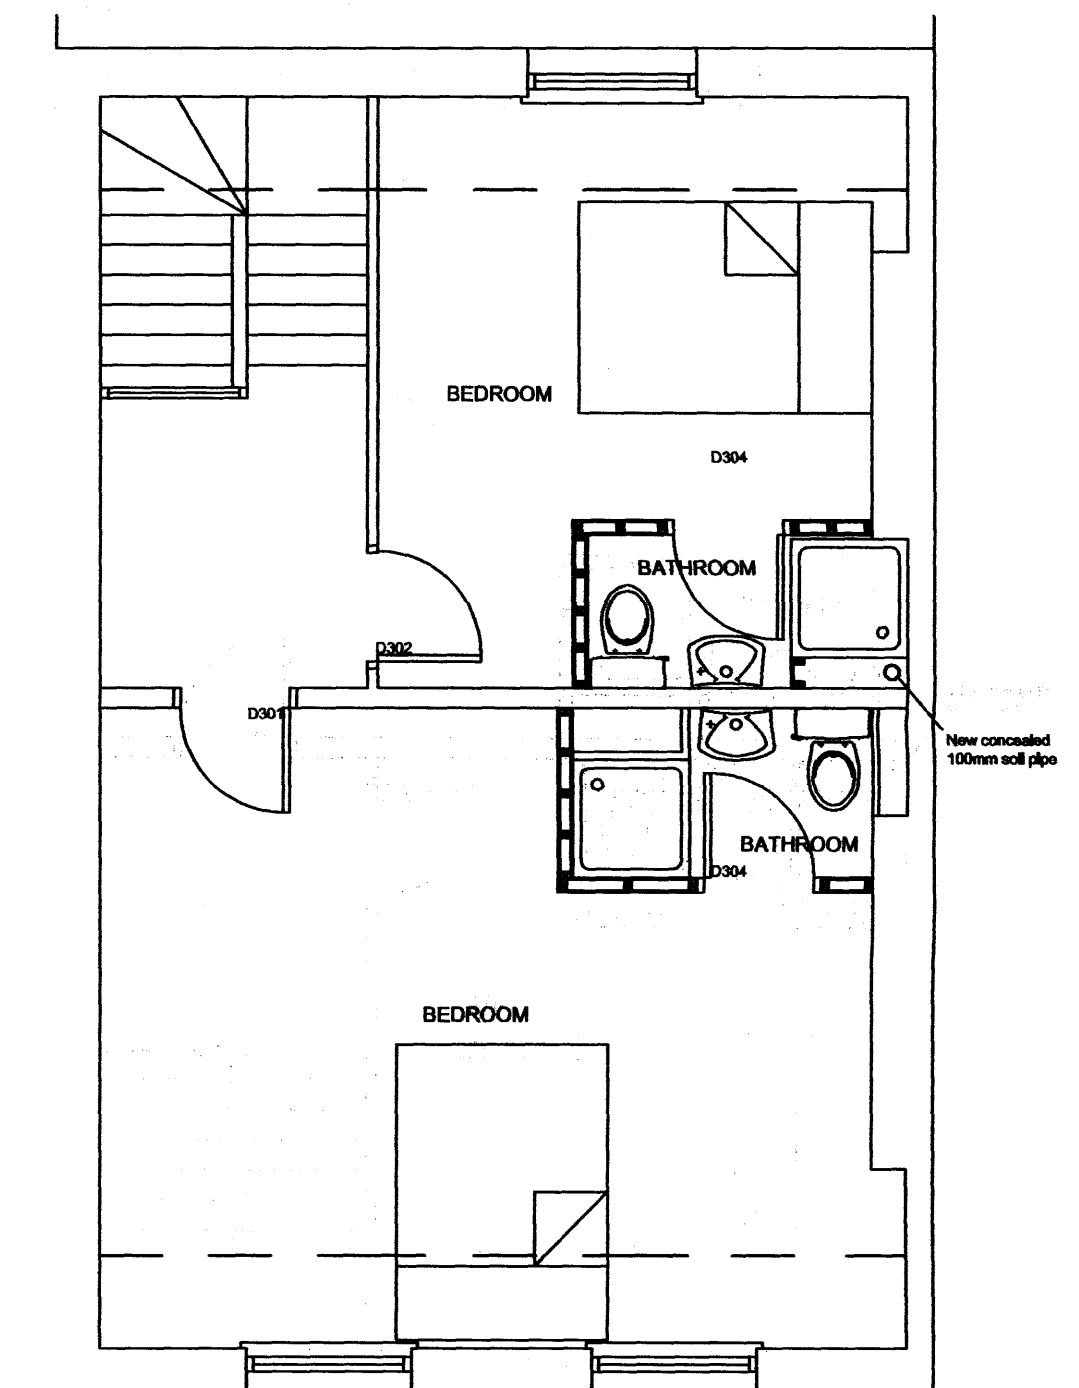 BEDROOM
D304
BATHROOM
D302
D301
New concealed
100mm soil pipe
BATHROOM
D304
BEDROOM